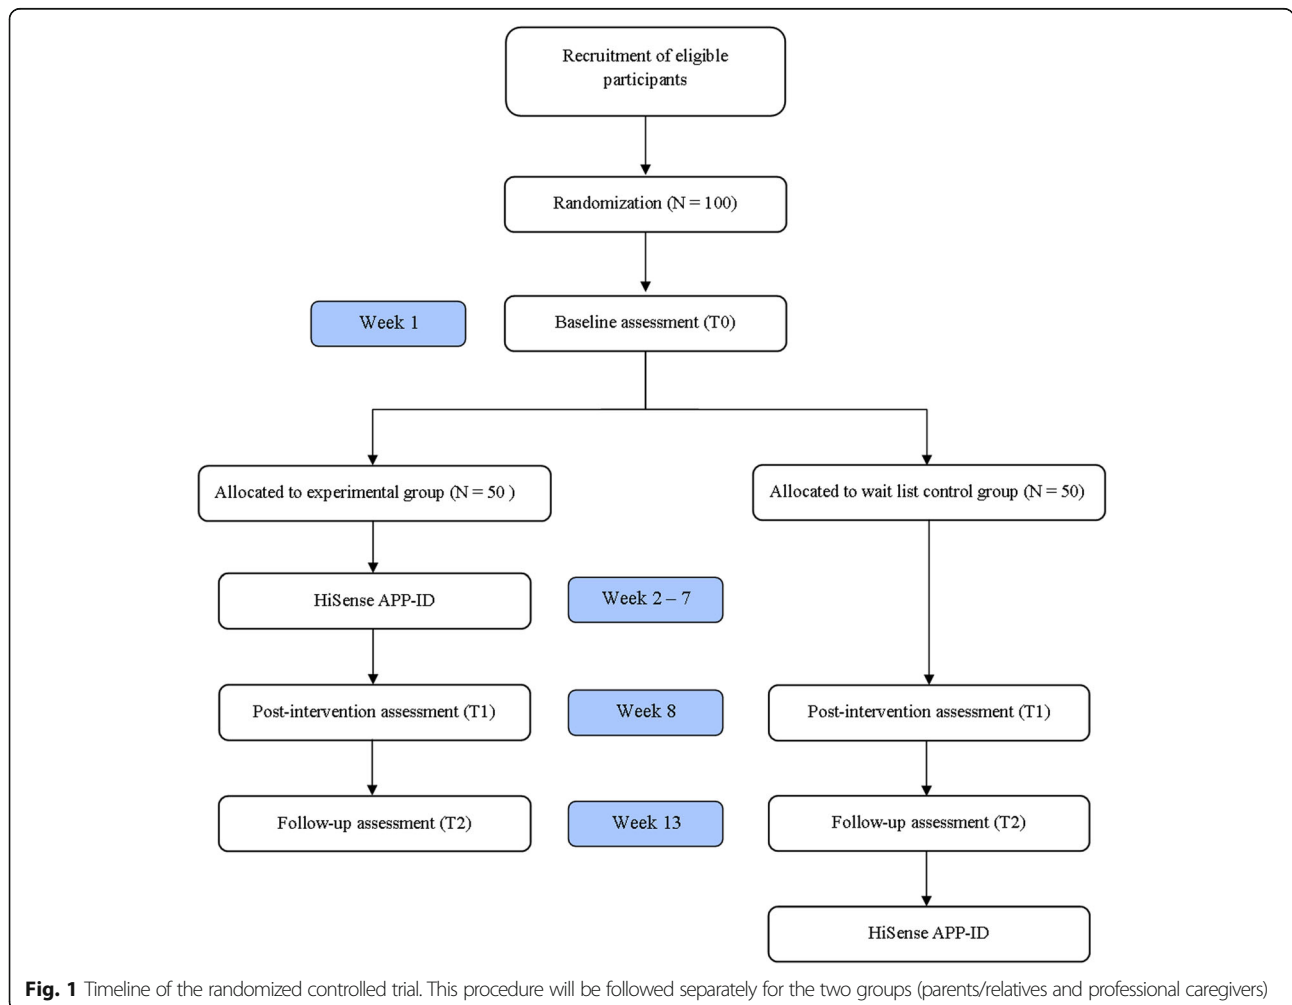 Recruitment of eligible
participants
Randomization (N = 100)
Week 1
Baseline assessment (T0)
Allocated to experimental group (N = 50 )
Allocated to wait list control group (N = 50)
HiSense APP-ID
Week 2 – 7
Post-intervention assessment (T1)
Week 8
Post-intervention assessment (T1)
Follow-up assessment (T2)
Week 13
Follow-up assessment (T2)
HiSense APP-ID
Fig. 1 Timeline of the randomized controlled trial. This procedure will be followed separately for the two groups (parents/relatives and professional caregivers)